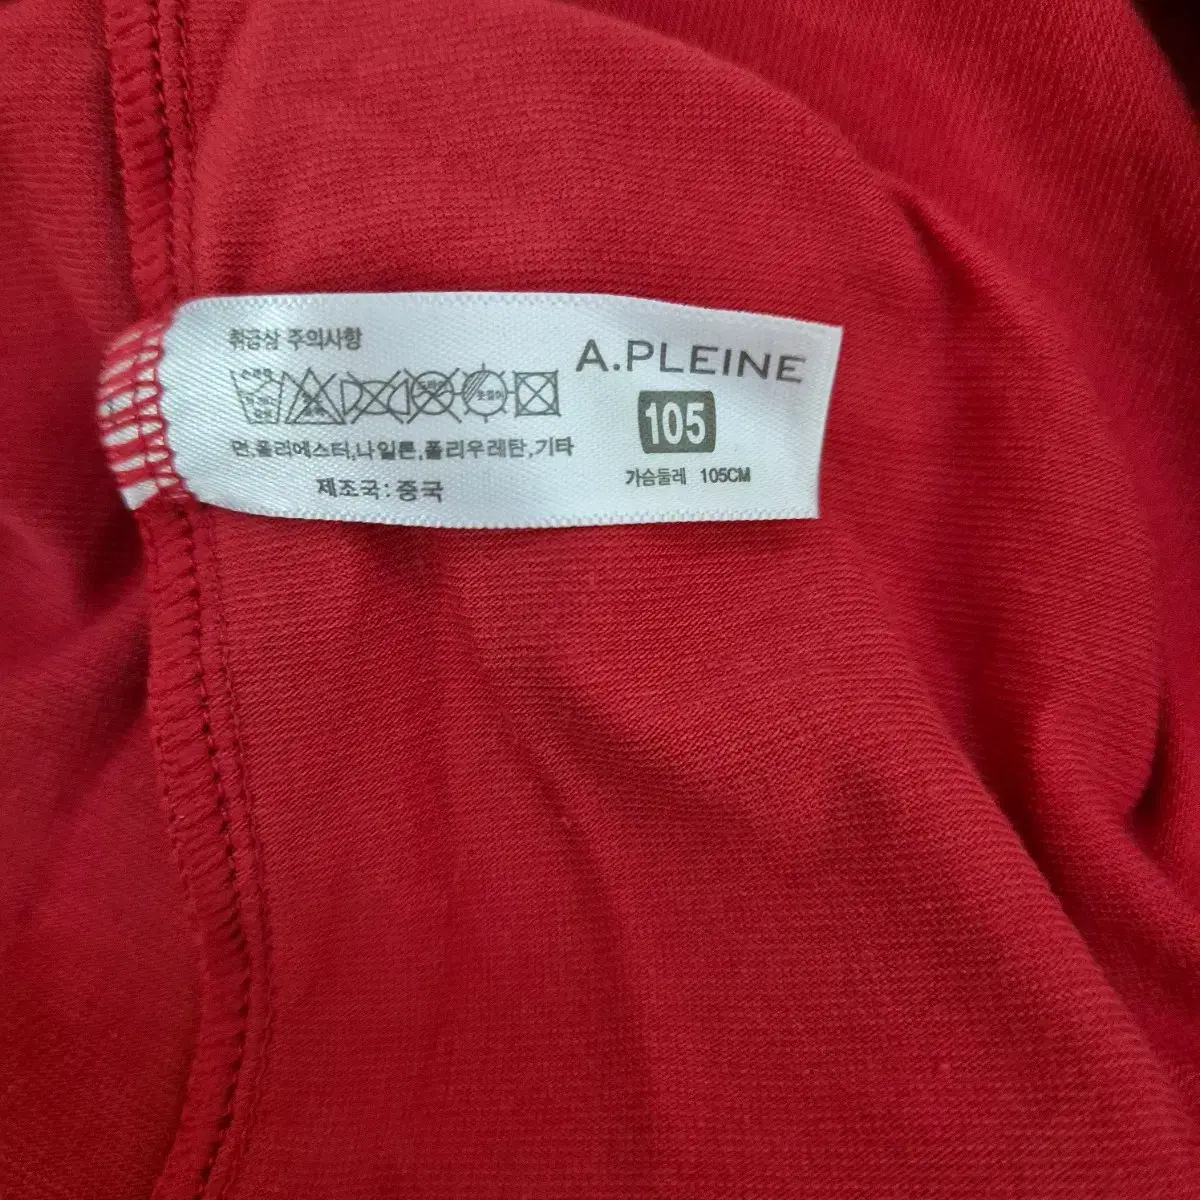 취급상 주의사항
먼,폴리에스터,나일론,폴리우레탄,기타
제조국:중국
A.PLEINE
105
가슴둘레 105CM